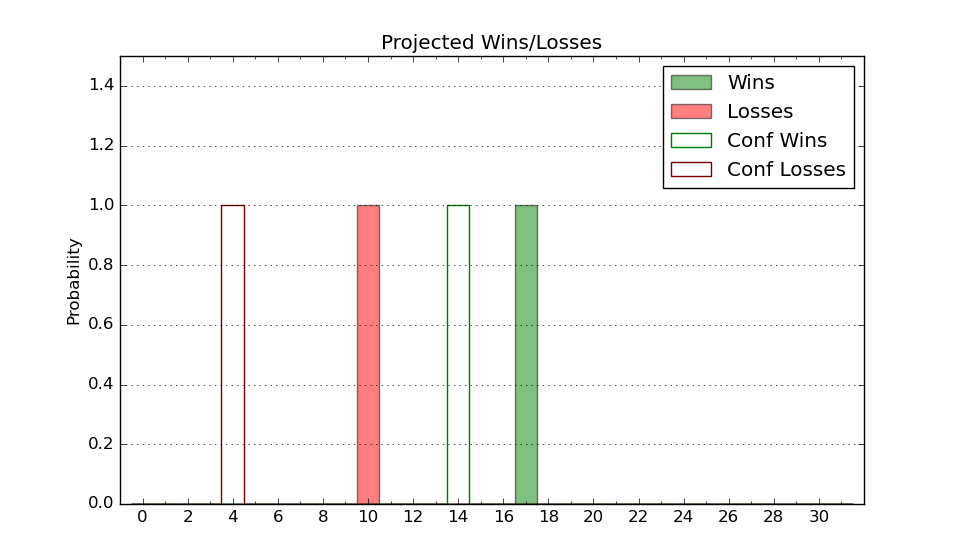 Projected Wins/Losses
1.4
1.2
1.0
0.8
0.6
0.4
0.2
0.0
Probability
Wins
Losses
Conf Wins
Conf Losses
0 2 4 6 8 10 12 14 16 18 20 22 24 26 28 30